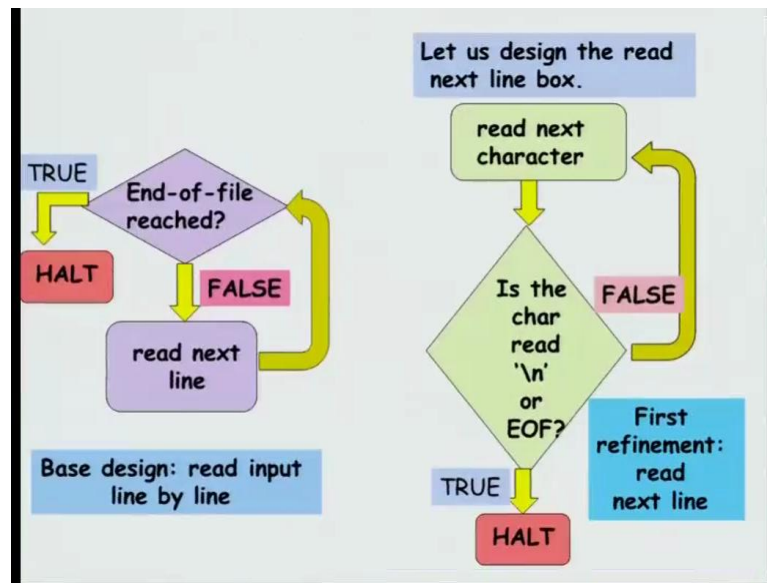 TRUE
End-of-file
reached?
HALT
FALSE
read next
line
Base design: read input
line by line
Let us design the read
next line box.
read next
character
Is the
char
read
'\n'
or
EOF?
FALSE
TRUE
HALT
First
refinement:
read
next line